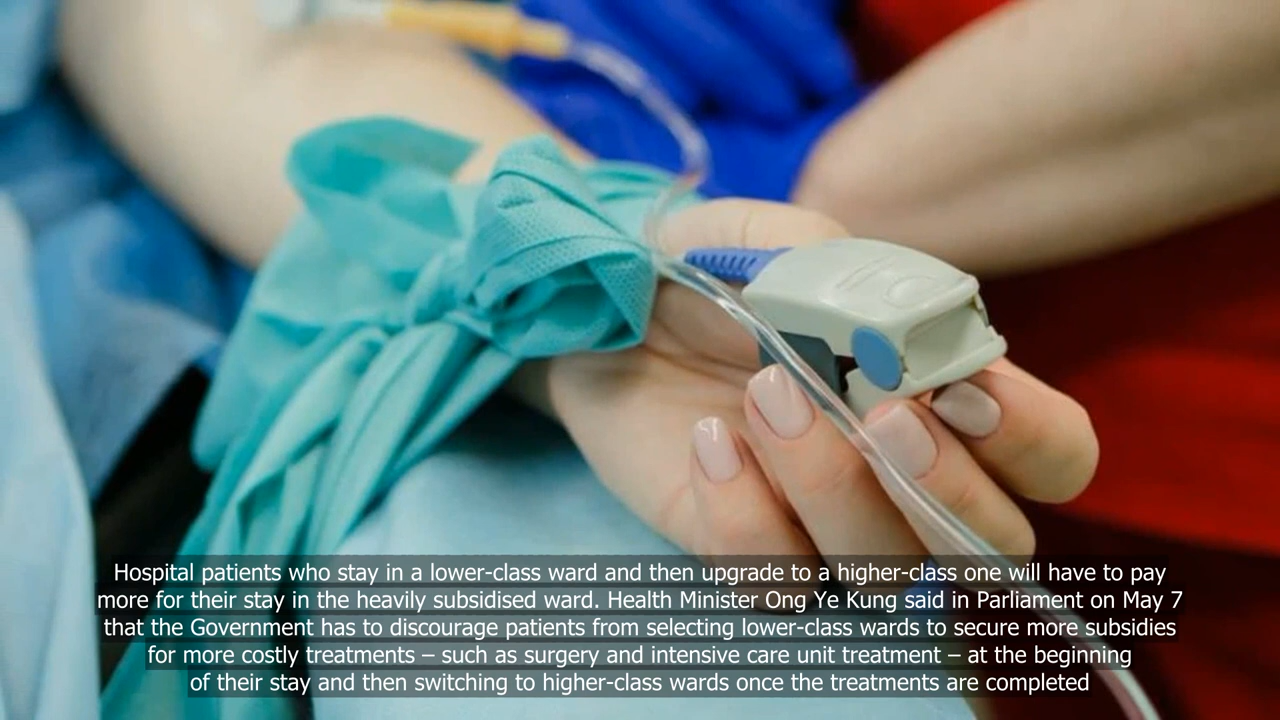 Hospital patients who stay in a lower-class ward and then upgrade to a higher-class one will have to pay
more for their stay in the heavily subsidised ward. Health Minister Ong Ye Kung said in Parliament on May 7
that the Government has to discourage patients from selecting lower-class wards to secure more subsidies
for more costly treatments – such as surgery and intensive care unit treatment – at the beginning
of their stay and then switching to higher-class wards once the treatments are completed